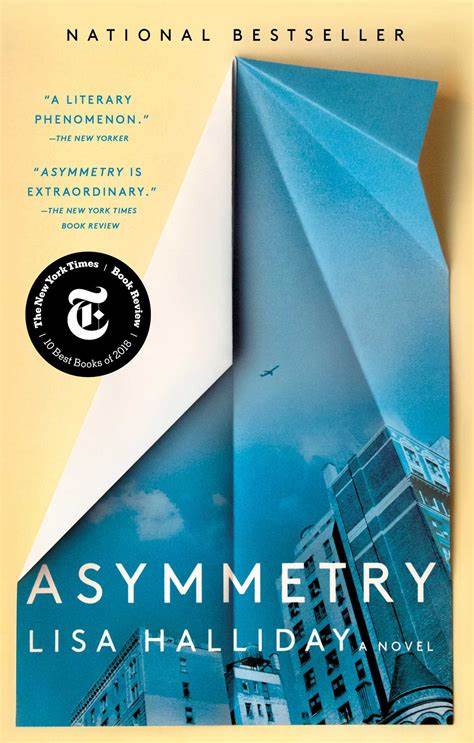 NATIONAL BESTSELLER
“A LITERARY
PHENOMENON.”
—THE NEW YORKER
“ASYMMETRY IS
EXTRAORDINARY.”
—THE NEW YORK TIMES
BOOK REVIEW
The New York Times | Book Review
T
10 Best Books of 2018
ASYMMETRY
LISA HALLIDAY A NOVEL